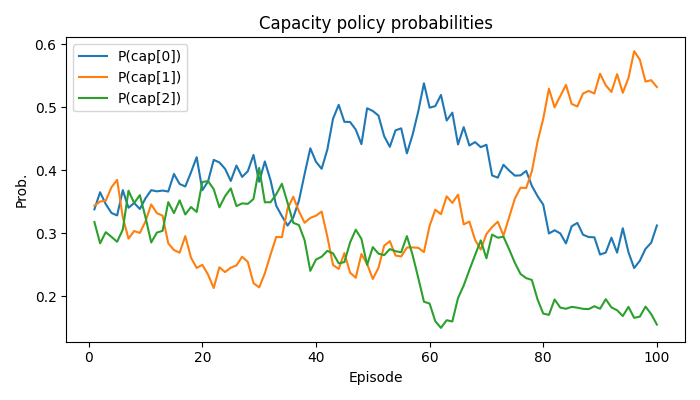 Capacity policy probabilities
P(cap[0])
P(cap[1])
P(cap[2])
Prob.
0.6
0.5
0.4
0.3
0.2
0 20 40 60 80 100
Episode